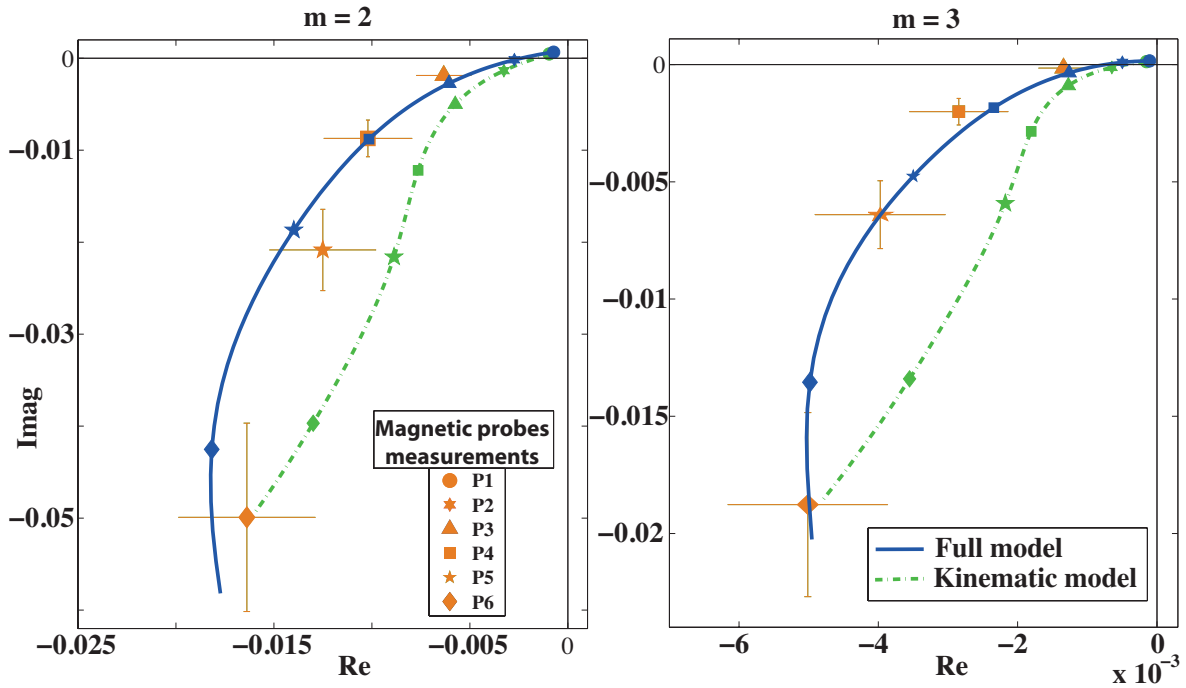 m = 2
0
−0.01
−0.03
−0.05
Imag
−0.025
−0.015
−0.005
0
Re
Magnetic probes
measurements
P1
P2
P3
P4
P5
P6
m = 3
0
−0.005
−0.01
−0.015
−0.02
−6
−4
−2
0
Re
x 10⁻³
Full model
Kinematic model